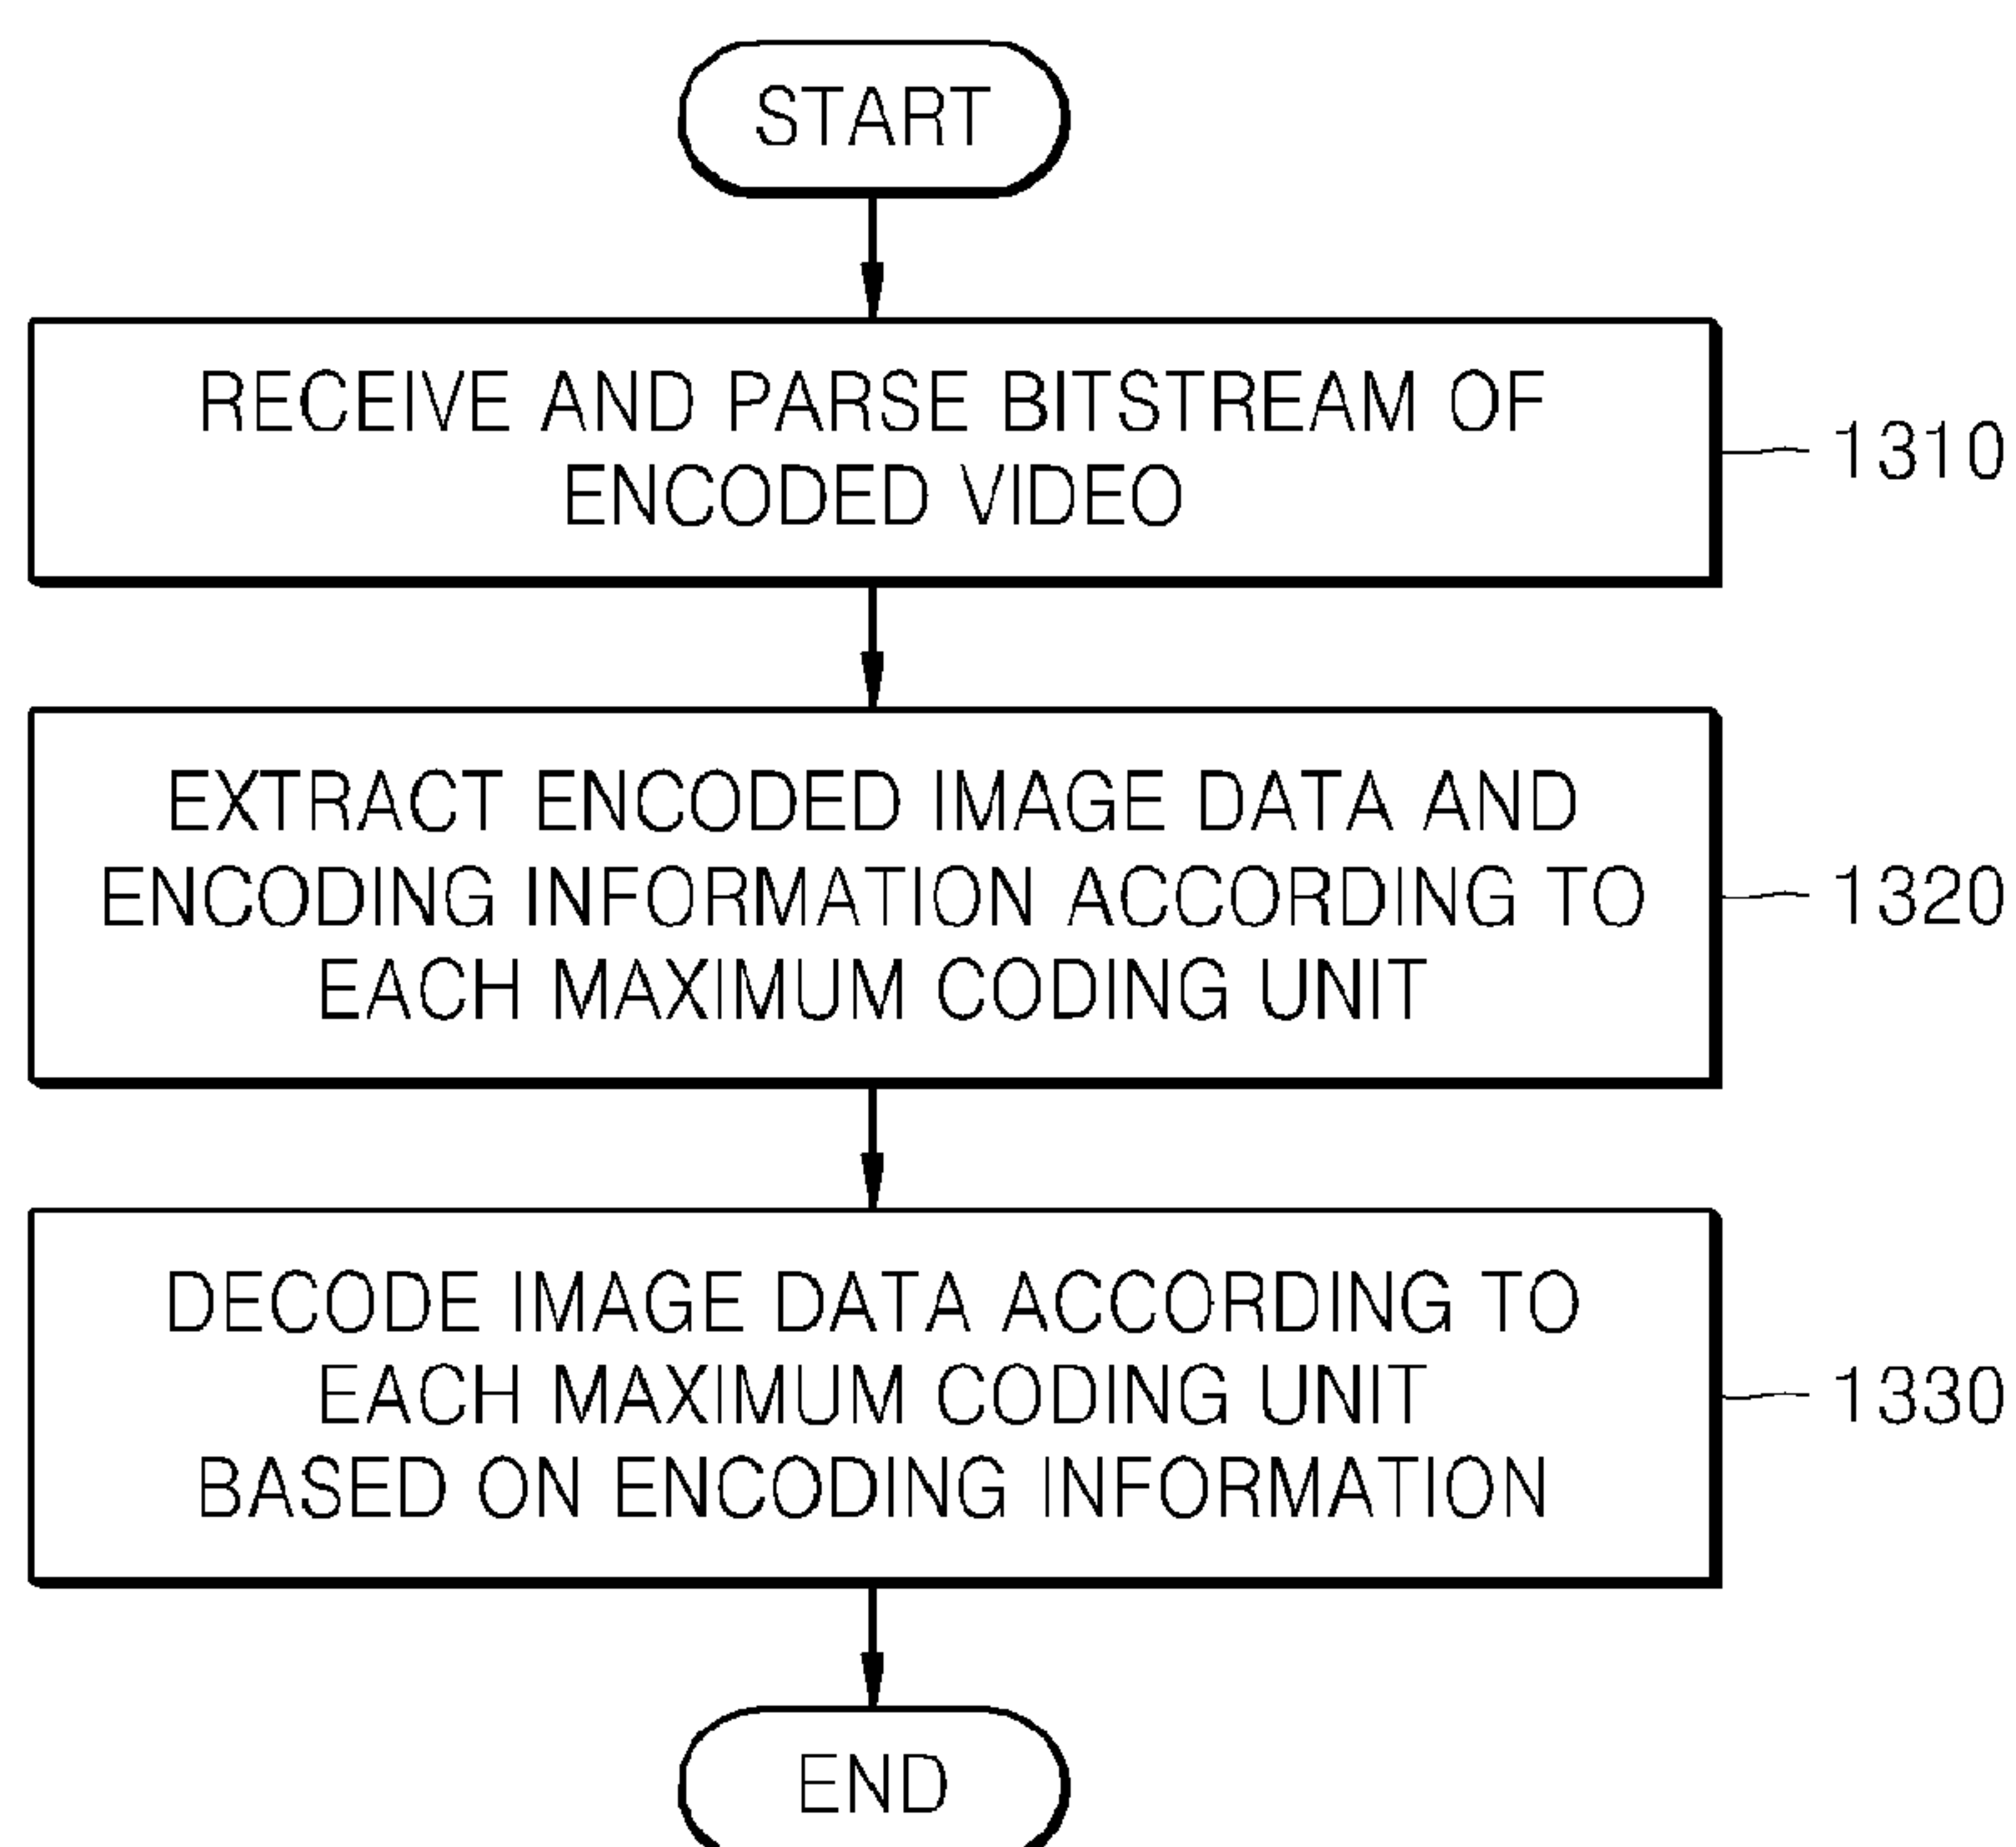 START
RECEIVE AND PARSE BITSTREAM OF
ENCODED VIDEO
1310
EXTRACT ENCODED IMAGE DATA AND
ENCODING INFORMATION ACCORDING TO
EACH MAXIMUM CODING UNIT
1320
DECODE IMAGE DATA ACCORDING TO
EACH MAXIMUM CODING UNIT
BASED ON ENCODING INFORMATION
1330
END